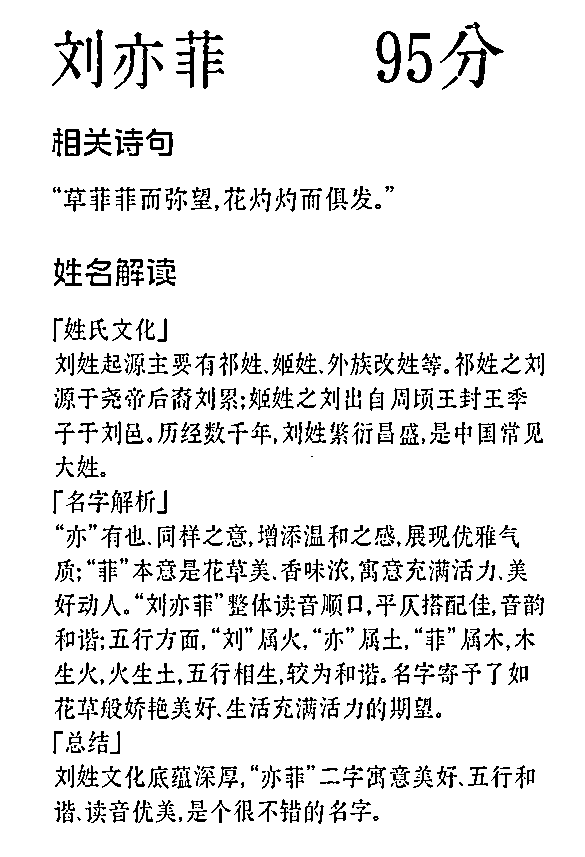 刘亦菲 95分
相关诗句
“草菲菲而弥望,花灼灼而俱发。”
姓名解读
「姓氏文化」
刘姓起源主要有祁姓、姬姓、外族改姓等。祁姓之刘
源于尧帝后裔刘累;姬姓之刘出自周顷王封王季
子于刘邑。历经数千年,刘姓繁衍昌盛,是中国常见
大姓。
「名字解析」
“亦”有也、同样之意,增添温和之感,展现优雅气
质;“菲”本意是花草美、香味浓,寓意充满活力、美
好动人。“刘亦菲”整体读音顺口,平仄搭配佳,音韵
和谐;五行方面,“刘”属火,“亦”属土,“菲”属木,木
生火,火生土,五行相生,较为和谐。名字寄予了如
花草般娇艳美好、生活充满活力的期望。
「总结」
刘姓文化底蕴深厚,“亦菲”二字寓意美好、五行和
谐、读音优美,是个很不错的名字。